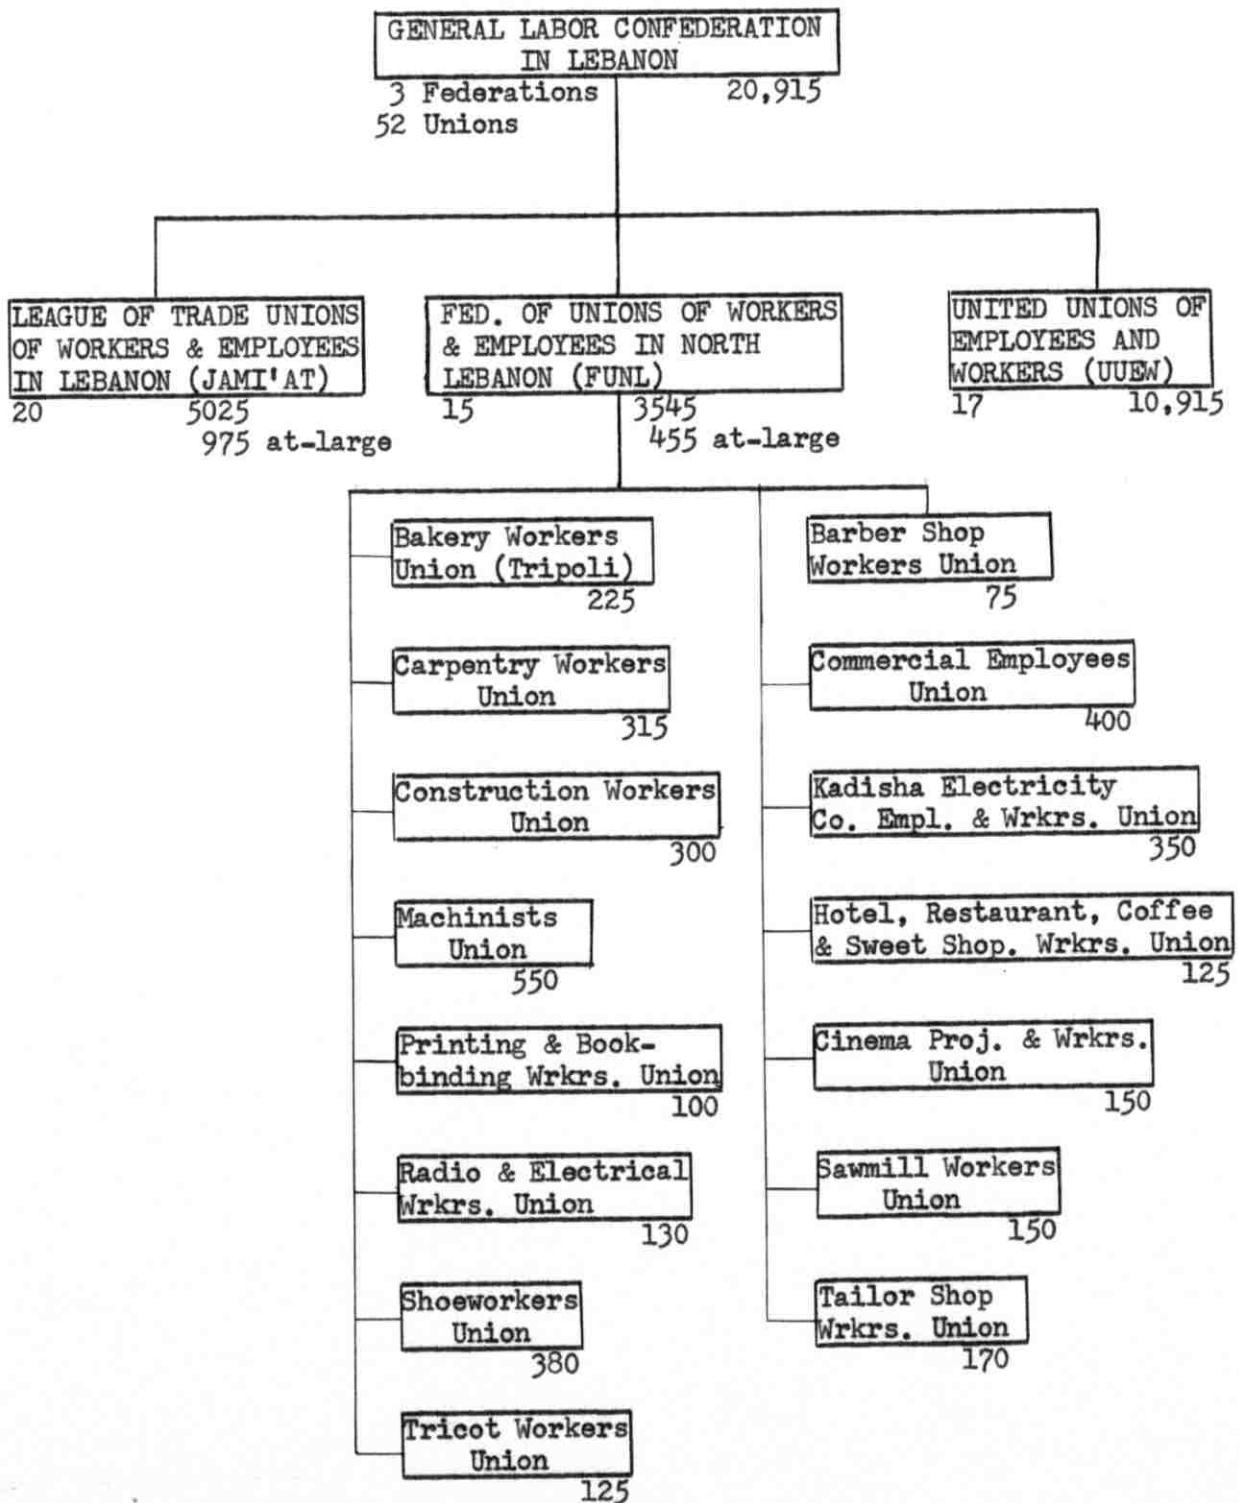 GENERAL LABOR CONFEDERATION
IN LEBANON
3 Federations 20,915
52 Unions
LEAGUE OF TRADE UNIONS
OF WORKERS & EMPLOYEES
IN LEBANON (JAMI'AT)
20 5025
975 at-large
FED. OF UNIONS OF WORKERS
& EMPLOYEES IN NORTH
LEBANON (FUNL)
15 3545
455 at-large
UNITED UNIONS OF
EMPLOYEES AND
WORKERS (UUEW)
17 10,915
Bakery Workers
Union (Tripoli)
225
Carpentry Workers
Union
315
Construction Workers
Union
300
Machinists
Union
550
Printing & Book-
binding Wrkrs. Union
100
Radio & Electrical
Wrkrs. Union
130
Shoeworkers
Union
380
Tricot Workers
Union
125
Barber Shop
Workers Union
75
Commercial Employees
Union
400
Kadisha Electricity
Co. Empl. & Wrkrs. Union
350
Hotel, Restaurant, Coffee
& Sweet Shop. Wrkrs. Union
125
Cinema Proj. & Wrkrs.
Union
150
Sawmill Workers
Union
150
Tailor Shop
Wrkrs. Union
170